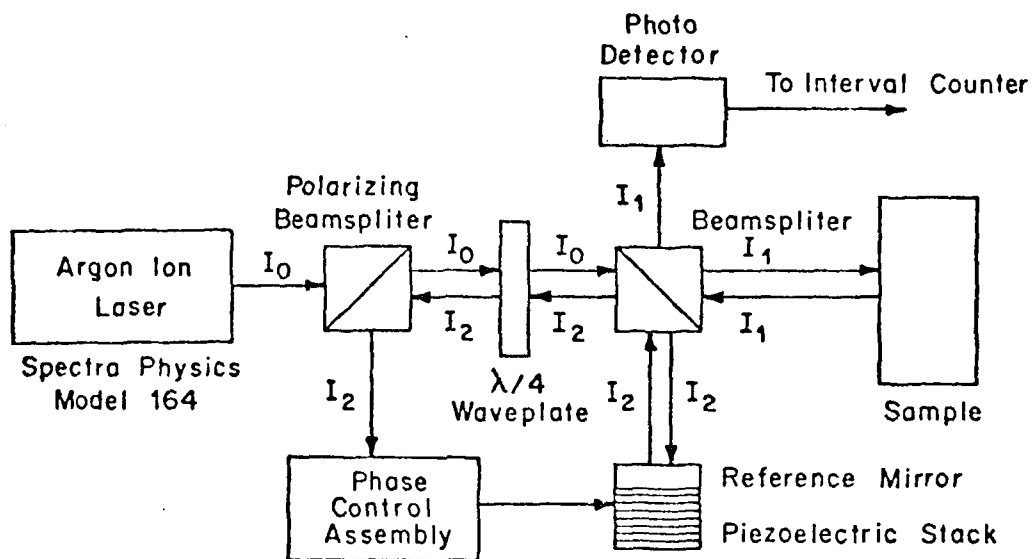 Photo
Detector
To Interval Counter
Polarizing
Beamspliter
I1
Beamspliter
Argon Ion
Laser
I0
I0
I0
I1
I2
I2
I1
Spectra Physics
Model 164
I2
λ/4
Waveplate
I2
I2
Sample
Phase
Control
Assembly
Reference Mirror
Piezoelectric Stack